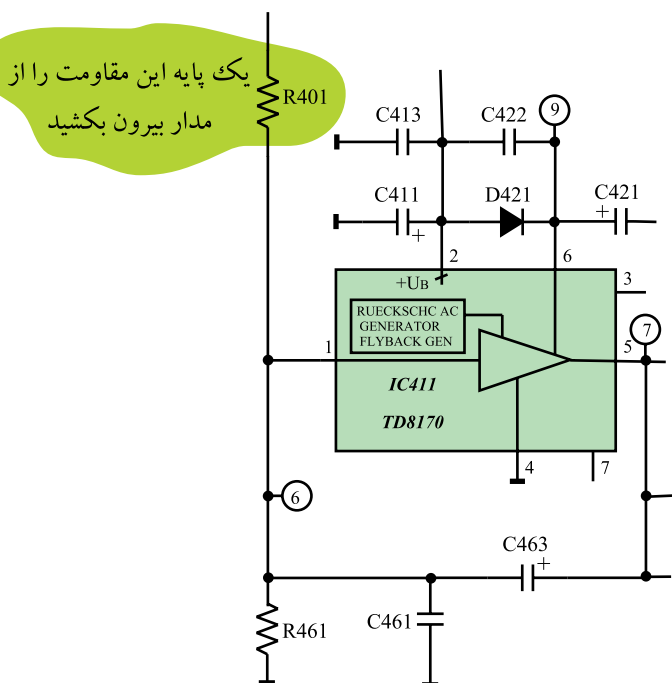 یک پایه این مقاومت را از
مدار بیرون بکشید
R401
C413
C422
9
C411
+
D421
C421
+
2
6
+UB
3
RUECKSCHC AC
GENERATOR
FLYBACK GEN
7
1
5
IC411
TD8170
4
7
6
C463
+
R461
C461